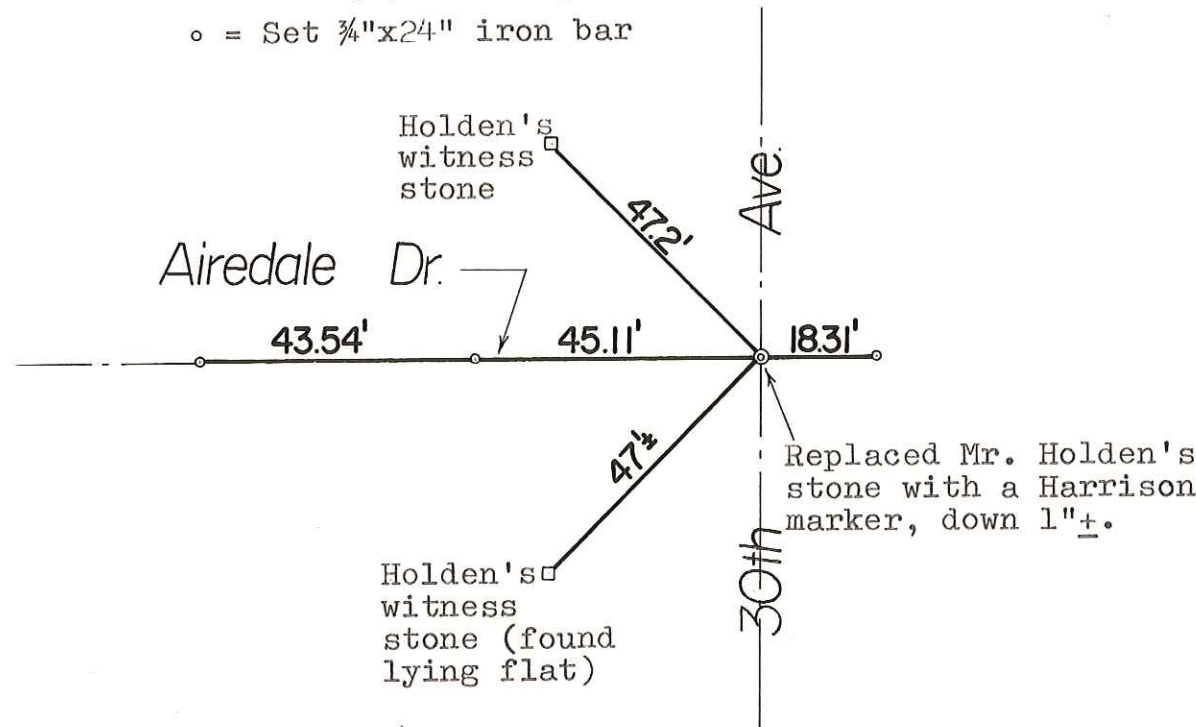 o = Set ¾"x24" iron bar
Holden's
witness
stone
47.2'
Ave.
Airedale Dr.
43.54'
45.11'
18.31'
47'±
Replaced Mr. Holden's
stone with a Harrison
marker, down 1"±.
30th
Holden's
witness
stone (found
lying flat)